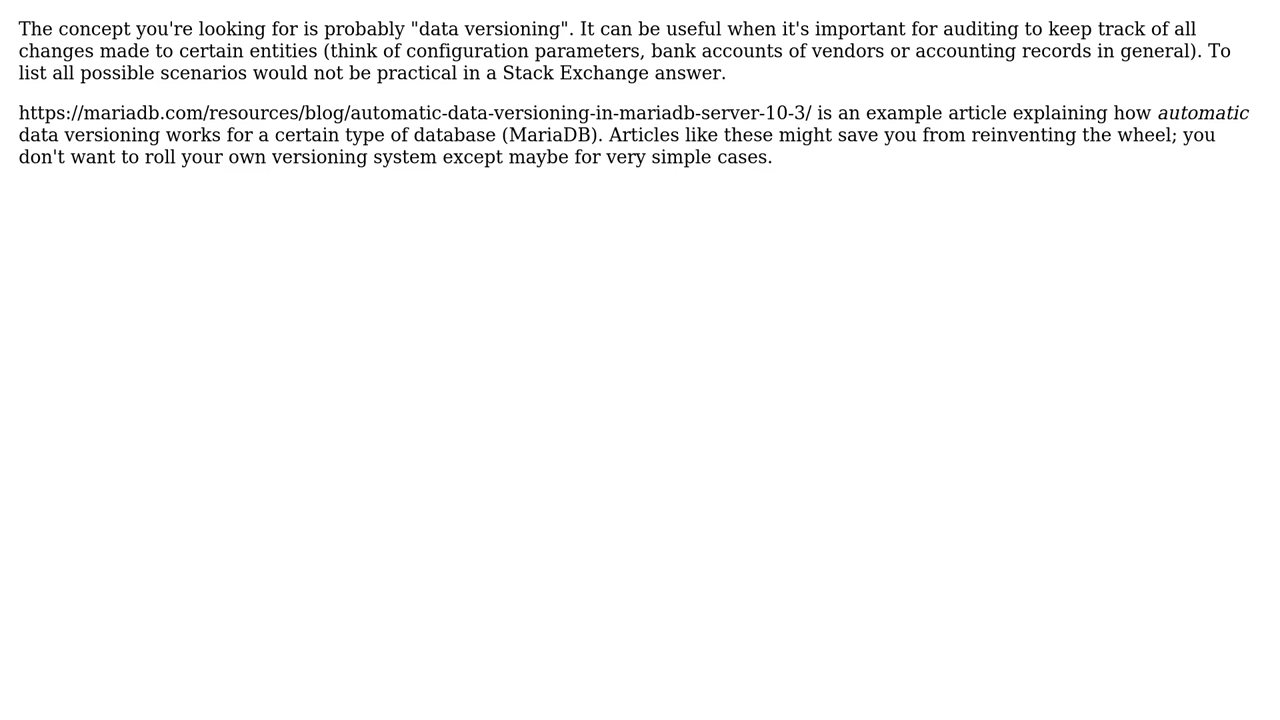 The concept you're looking for is probably "data versioning". It can be useful when it's important for auditing to keep track of all
changes made to certain entities (think of configuration parameters, bank accounts of vendors or accounting records in general). To
list all possible scenarios would not be practical in a Stack Exchange answer.
https://mariadb.com/resources/blog/automatic-data-versioning-in-mariadb-server-10-3/ is an example article explaining how automatic
data versioning works for a certain type of database (MariaDB). Articles like these might save you from reinventing the wheel; you
don't want to roll your own versioning system except maybe for very simple cases.